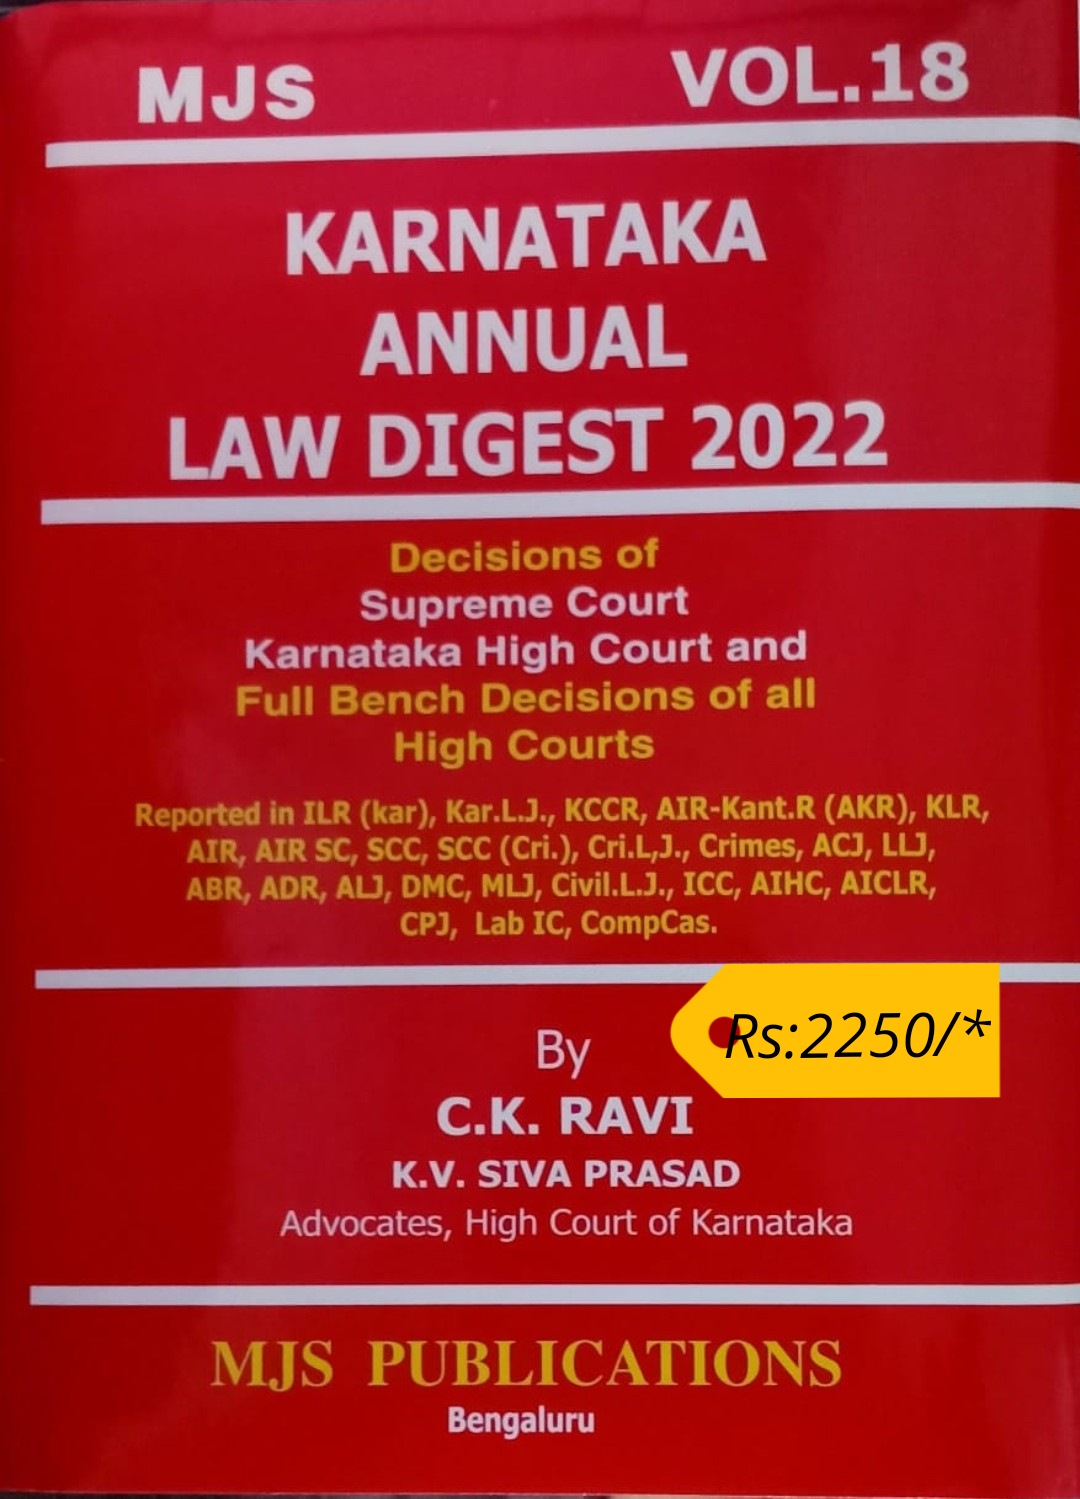 MJS VOL.18
KARNATAKA
ANNUAL
LAW DIGEST 2022
Decisions of
Supreme Court
Karnataka High Court and
Full Bench Decisions of all
High Courts
Reported in ILR (kar), Kar.L.J., KCCR, AIR-Kant.R (AKR), KLR,
AIR, AIR SC, SCC, SCC (Cri.), Cri.L,J., Crimes, ACJ, LLJ,
ABR, ADR, ALJ, DMC, MLJ, Civil.L.J., ICC, AIHC, AICLR,
CPJ, Lab IC, CompCas.
Rs:2250/*
By
C.K. RAVI
K.V. SIVA PRASAD
Advocates, High Court of Karnataka
MJS PUBLICATIONS
Bengaluru